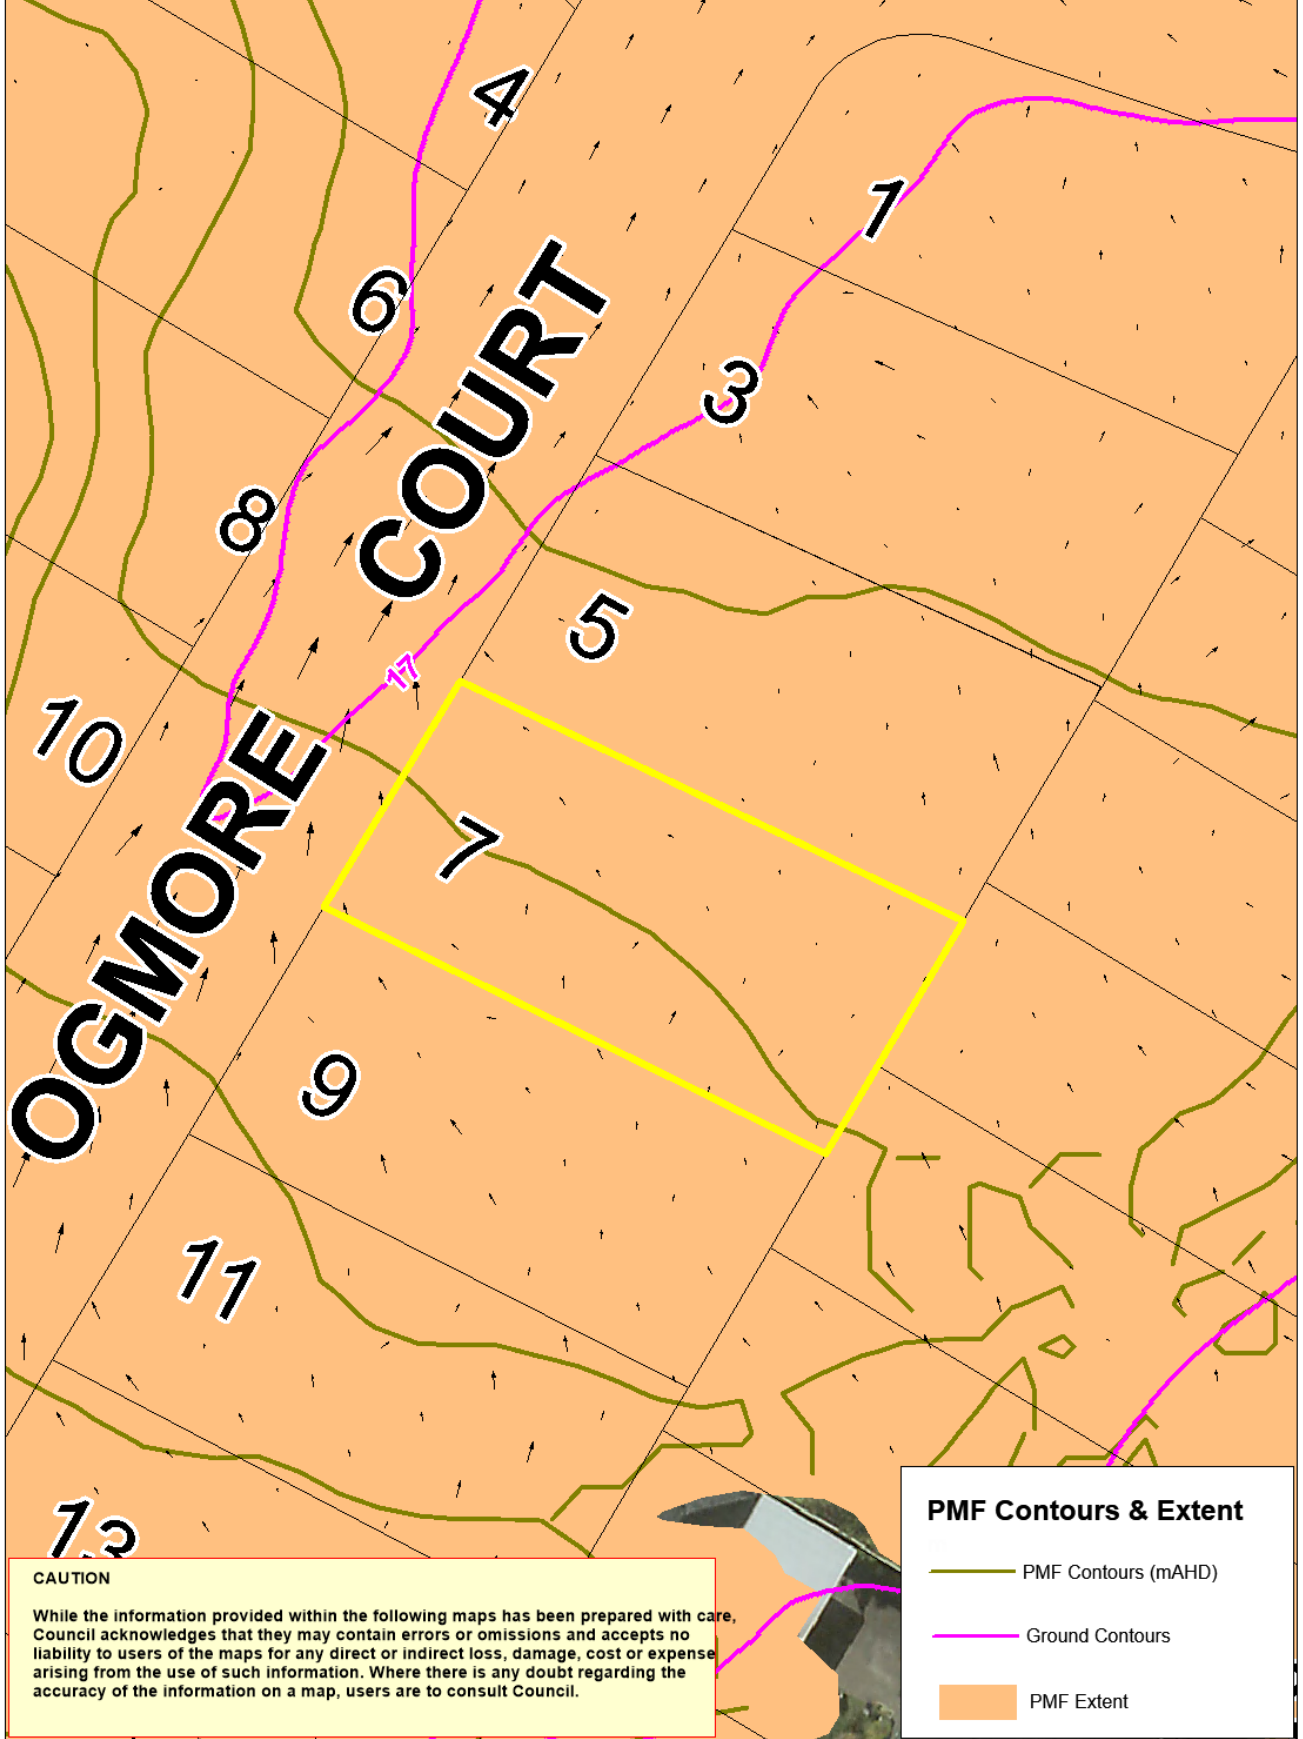 4
1
6
COURT
3
8
5
17
10
OGMORE
7
9
11
13
PMF Contours & Extent
PMF Contours (mAHD)
Ground Contours
PMF Extent
CAUTION
While the information provided within the following maps has been prepared with care,
Council acknowledges that they may contain errors or omissions and accepts no
liability to users of the maps for any direct or indirect loss, damage, cost or expense
arising from the use of such information. Where there is any doubt regarding the
accuracy of the information on a map, users are to consult Council.